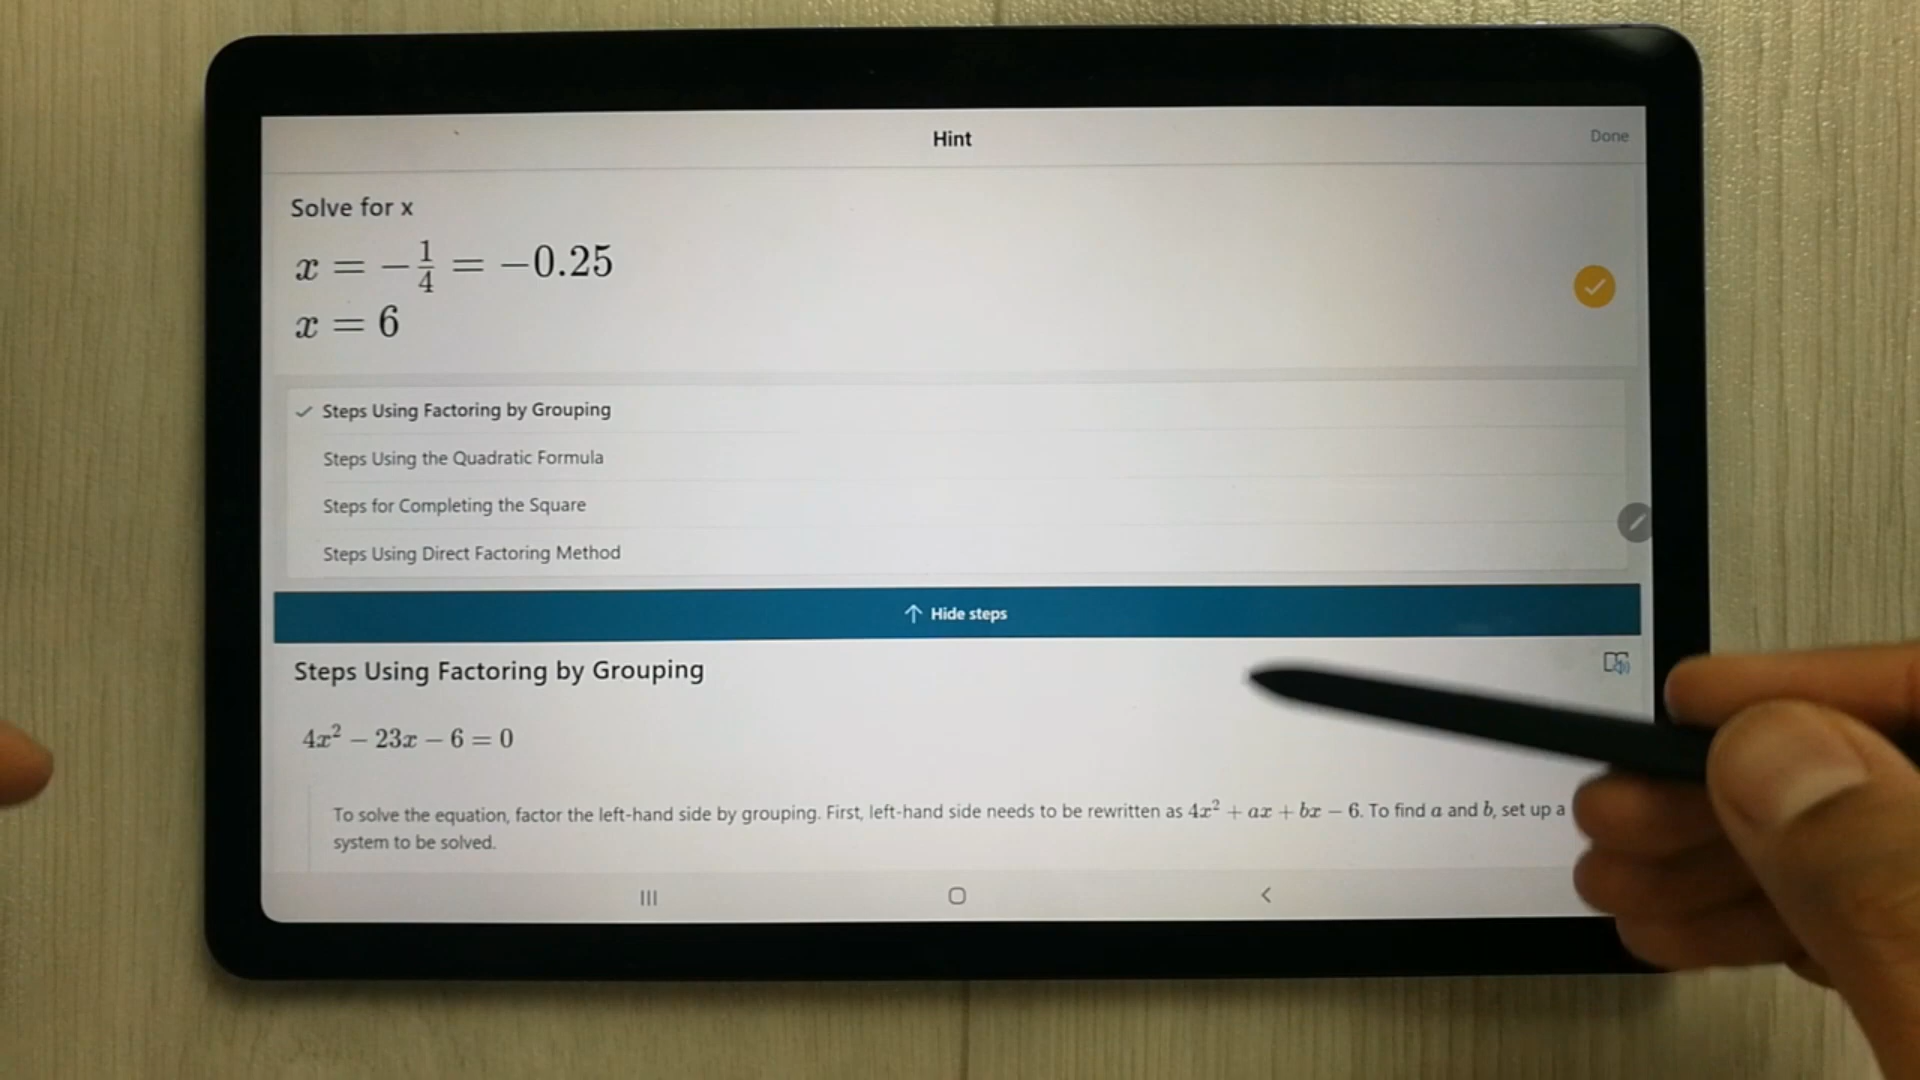 Hint
Done
Solve for x
x = -1/4 = -0.25
x = 6
Steps Using Factoring by Grouping
Steps Using the Quadratic Formula
Steps for Completing the Square
Steps Using Direct Factoring Method
Hide steps
Steps Using Factoring by Grouping
4x² − 23x − 6 = 0
To solve the equation, factor the left-hand side by grouping. First, left-hand side needs to be rewritten as 4x² + ax + bx − 6. To find a and b, set up a
system to be solved.